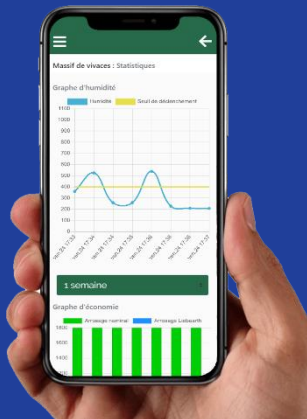 Massif de vivaces : Statistiques
Graphe d'humidité
Humidité Seuil de déclenchement
1100
1000
900
800
700
600
500
400
300
200
100
0
1 semaine
Graphe d'économie
Arrosage nominal Arrosage
1800
1600
1400